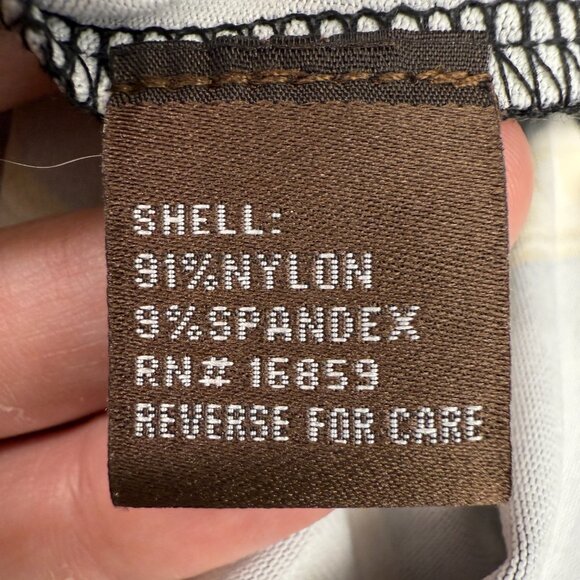 SHELL:
91%NYLON
9%SPANDEX
RN# 16859
REVERSE FOR CARE